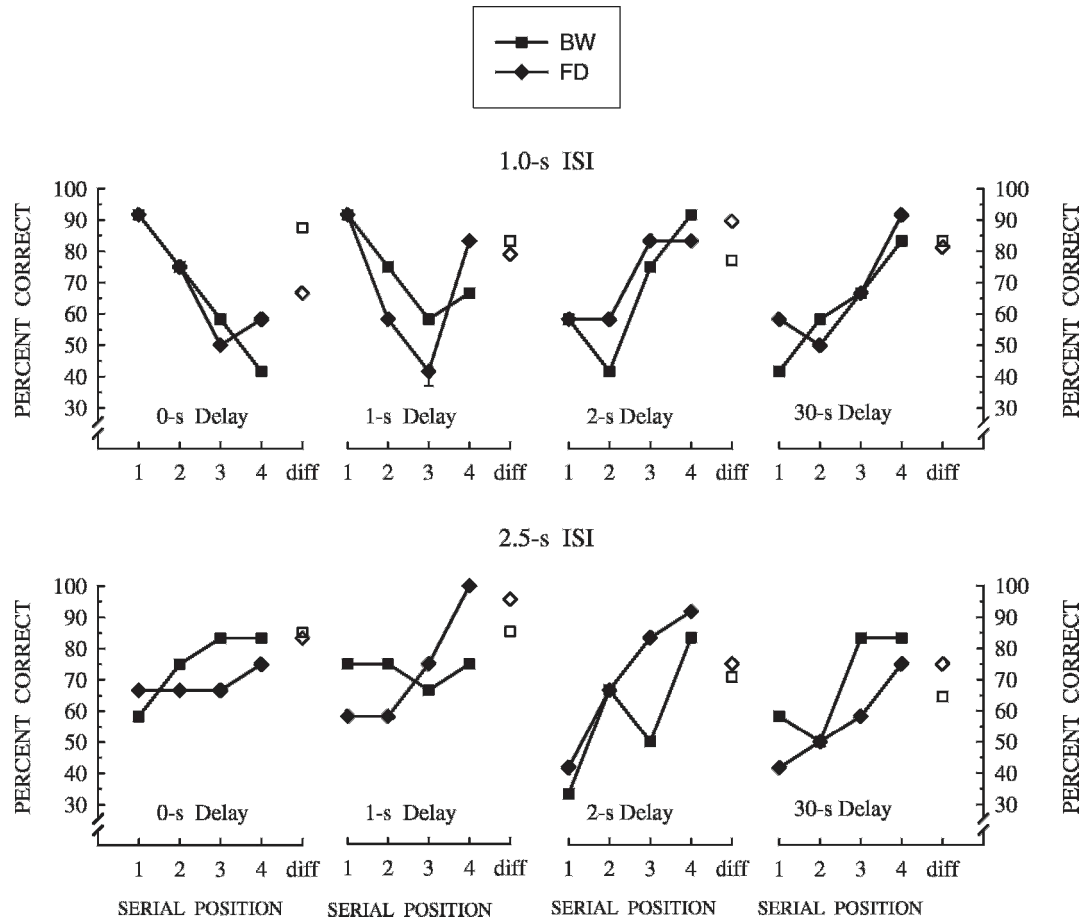 BW
FD
1.0-s ISI
PERCENT CORRECT
100
90
80
70
60
50
40
30
0-s Delay
1-s Delay
2-s Delay
30-s Delay
100
90
80
70
60
50
40
30
PERCENT CORRECT
1 2 3 4 diff 1 2 3 4 diff 1 2 3 4 diff 1 2 3 4 diff
2.5-s ISI
PERCENT CORRECT
100
90
80
70
60
50
40
30
0-s Delay
1-s Delay
2-s Delay
30-s Delay
100
90
80
70
60
50
40
30
PERCENT CORRECT
1 2 3 4 diff 1 2 3 4 diff 1 2 3 4 diff 1 2 3 4 diff
SERIAL POSITION SERIAL POSITION SERIAL POSITION SERIAL POSITION